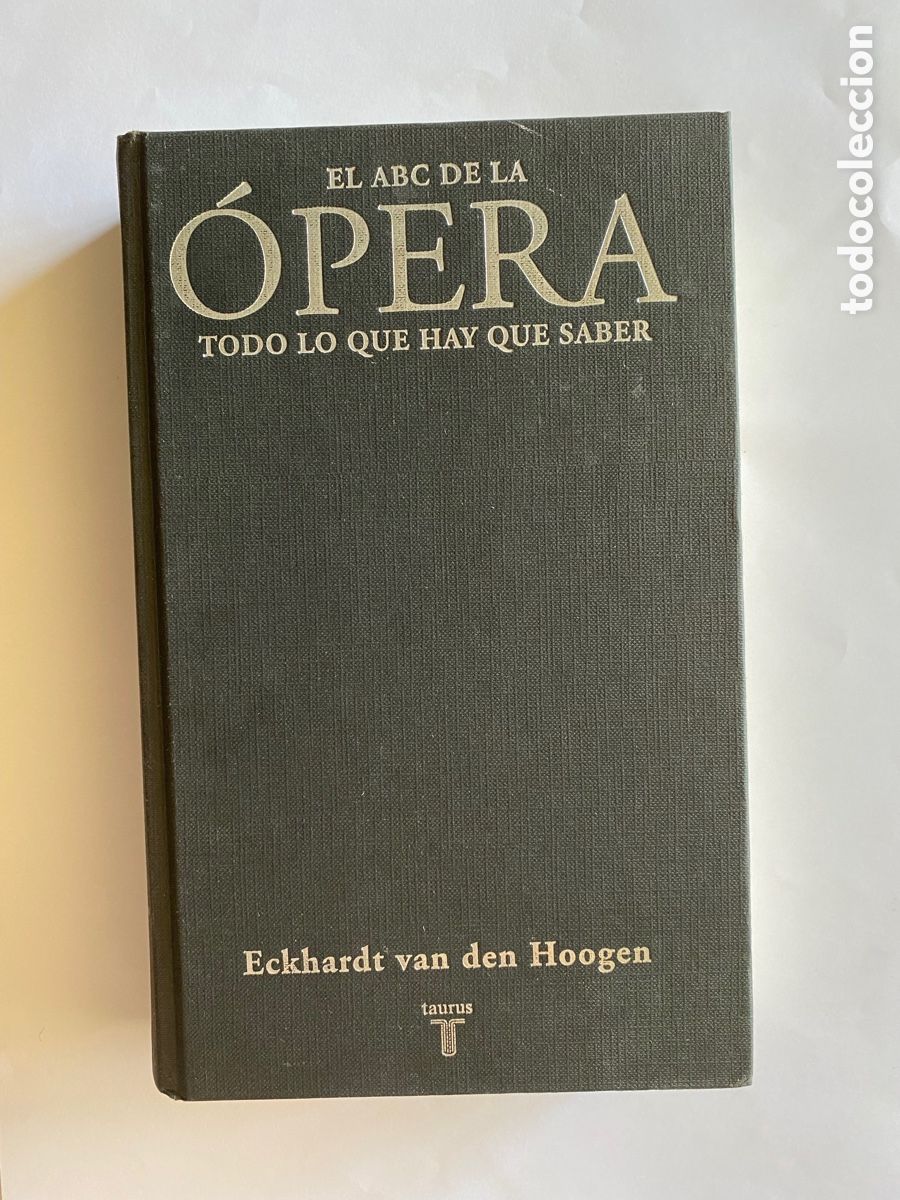 EL ABC DE LA
ÓPERA
TODO LO QUE HAY QUE SABER
Eckhardt van den Hoogen
taurus
T
todocoleccion